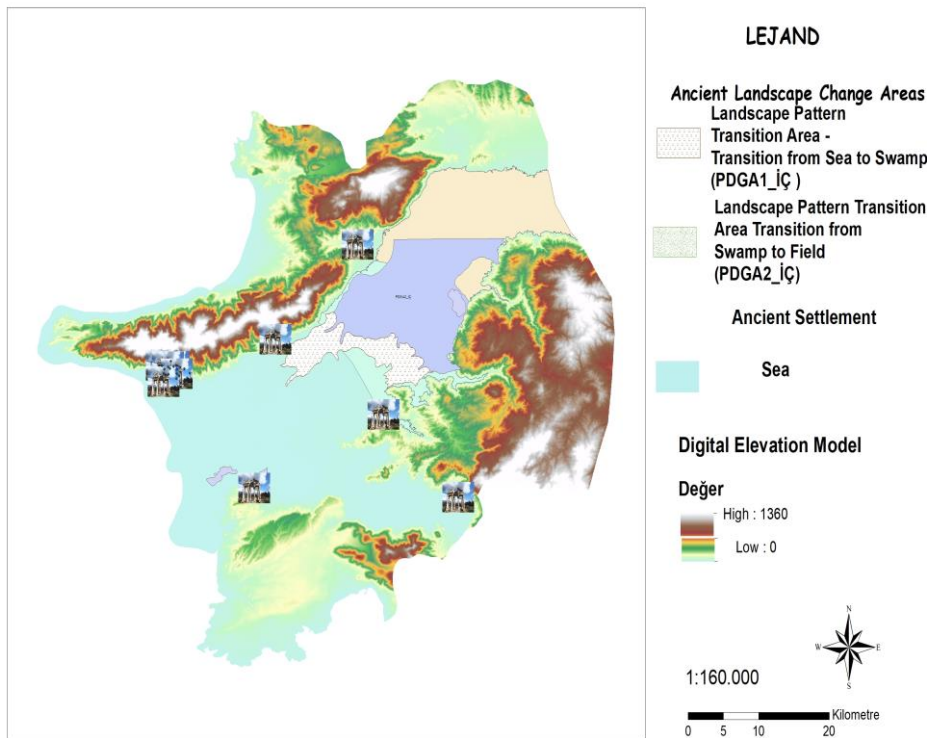 LEJAND
Ancient Landscape Change Areas
Landscape Pattern
Transition Area -
Transition from Sea to Swamp
(PDGA1_İÇ )
Landscape Pattern Transition
Area Transition from
Swamp to Field
(PDGA2_İÇ)
Ancient Settlement
Sea
Digital Elevation Model
Değer
High : 1360
Low : 0
N
W
E
S
1:160.000
Kilometre
0 5 10 20